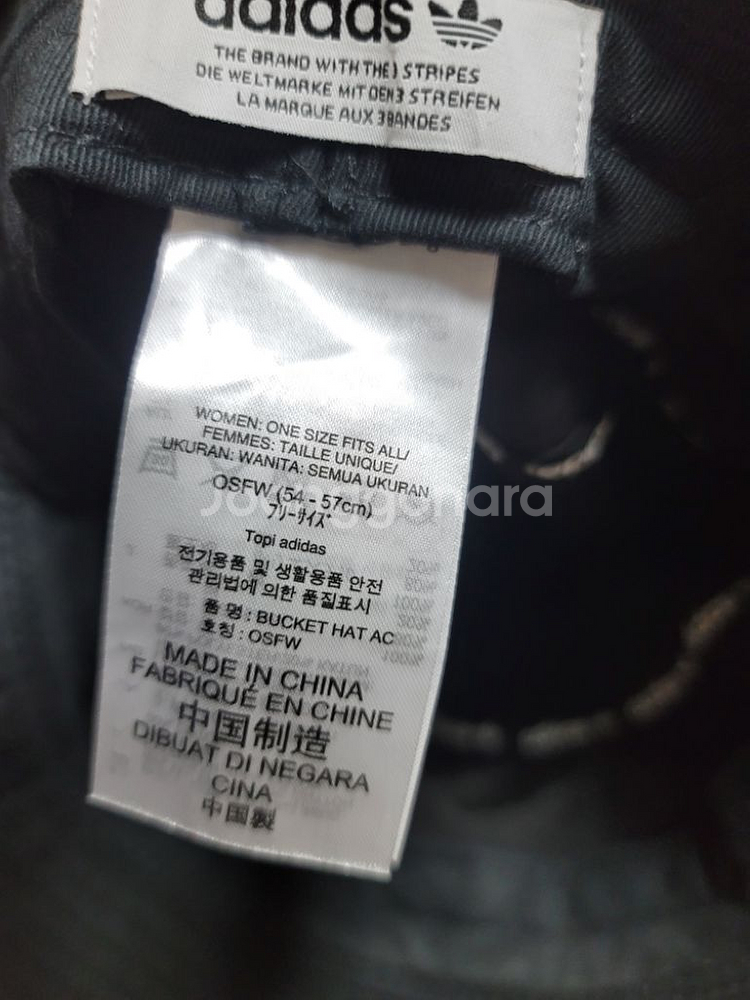 adidas
THE BRAND WITH THE 3 STRIPES
DIE WELTMARKE MIT DEN 3 STREIFEN
LA MARQUE AUX 3 BANDES
WOMEN: ONE SIZE FITS ALL/
FEMMES: TAILLE UNIQUE/
UKURAN: WANITA: SEMUA UKURAN
OSFW (54 - 57cm)
フリーサイズ
Topi adidas
전기용품 및 생활용품 안전
관리법에 의한 품질표시
품 명 : BUCKET HAT AC
호칭 : OSFW
MADE IN CHINA
FABRIQUÉ EN CHINE
中国制造
DIBUAT DI NEGARA
CINA
中国製
Joonggonara